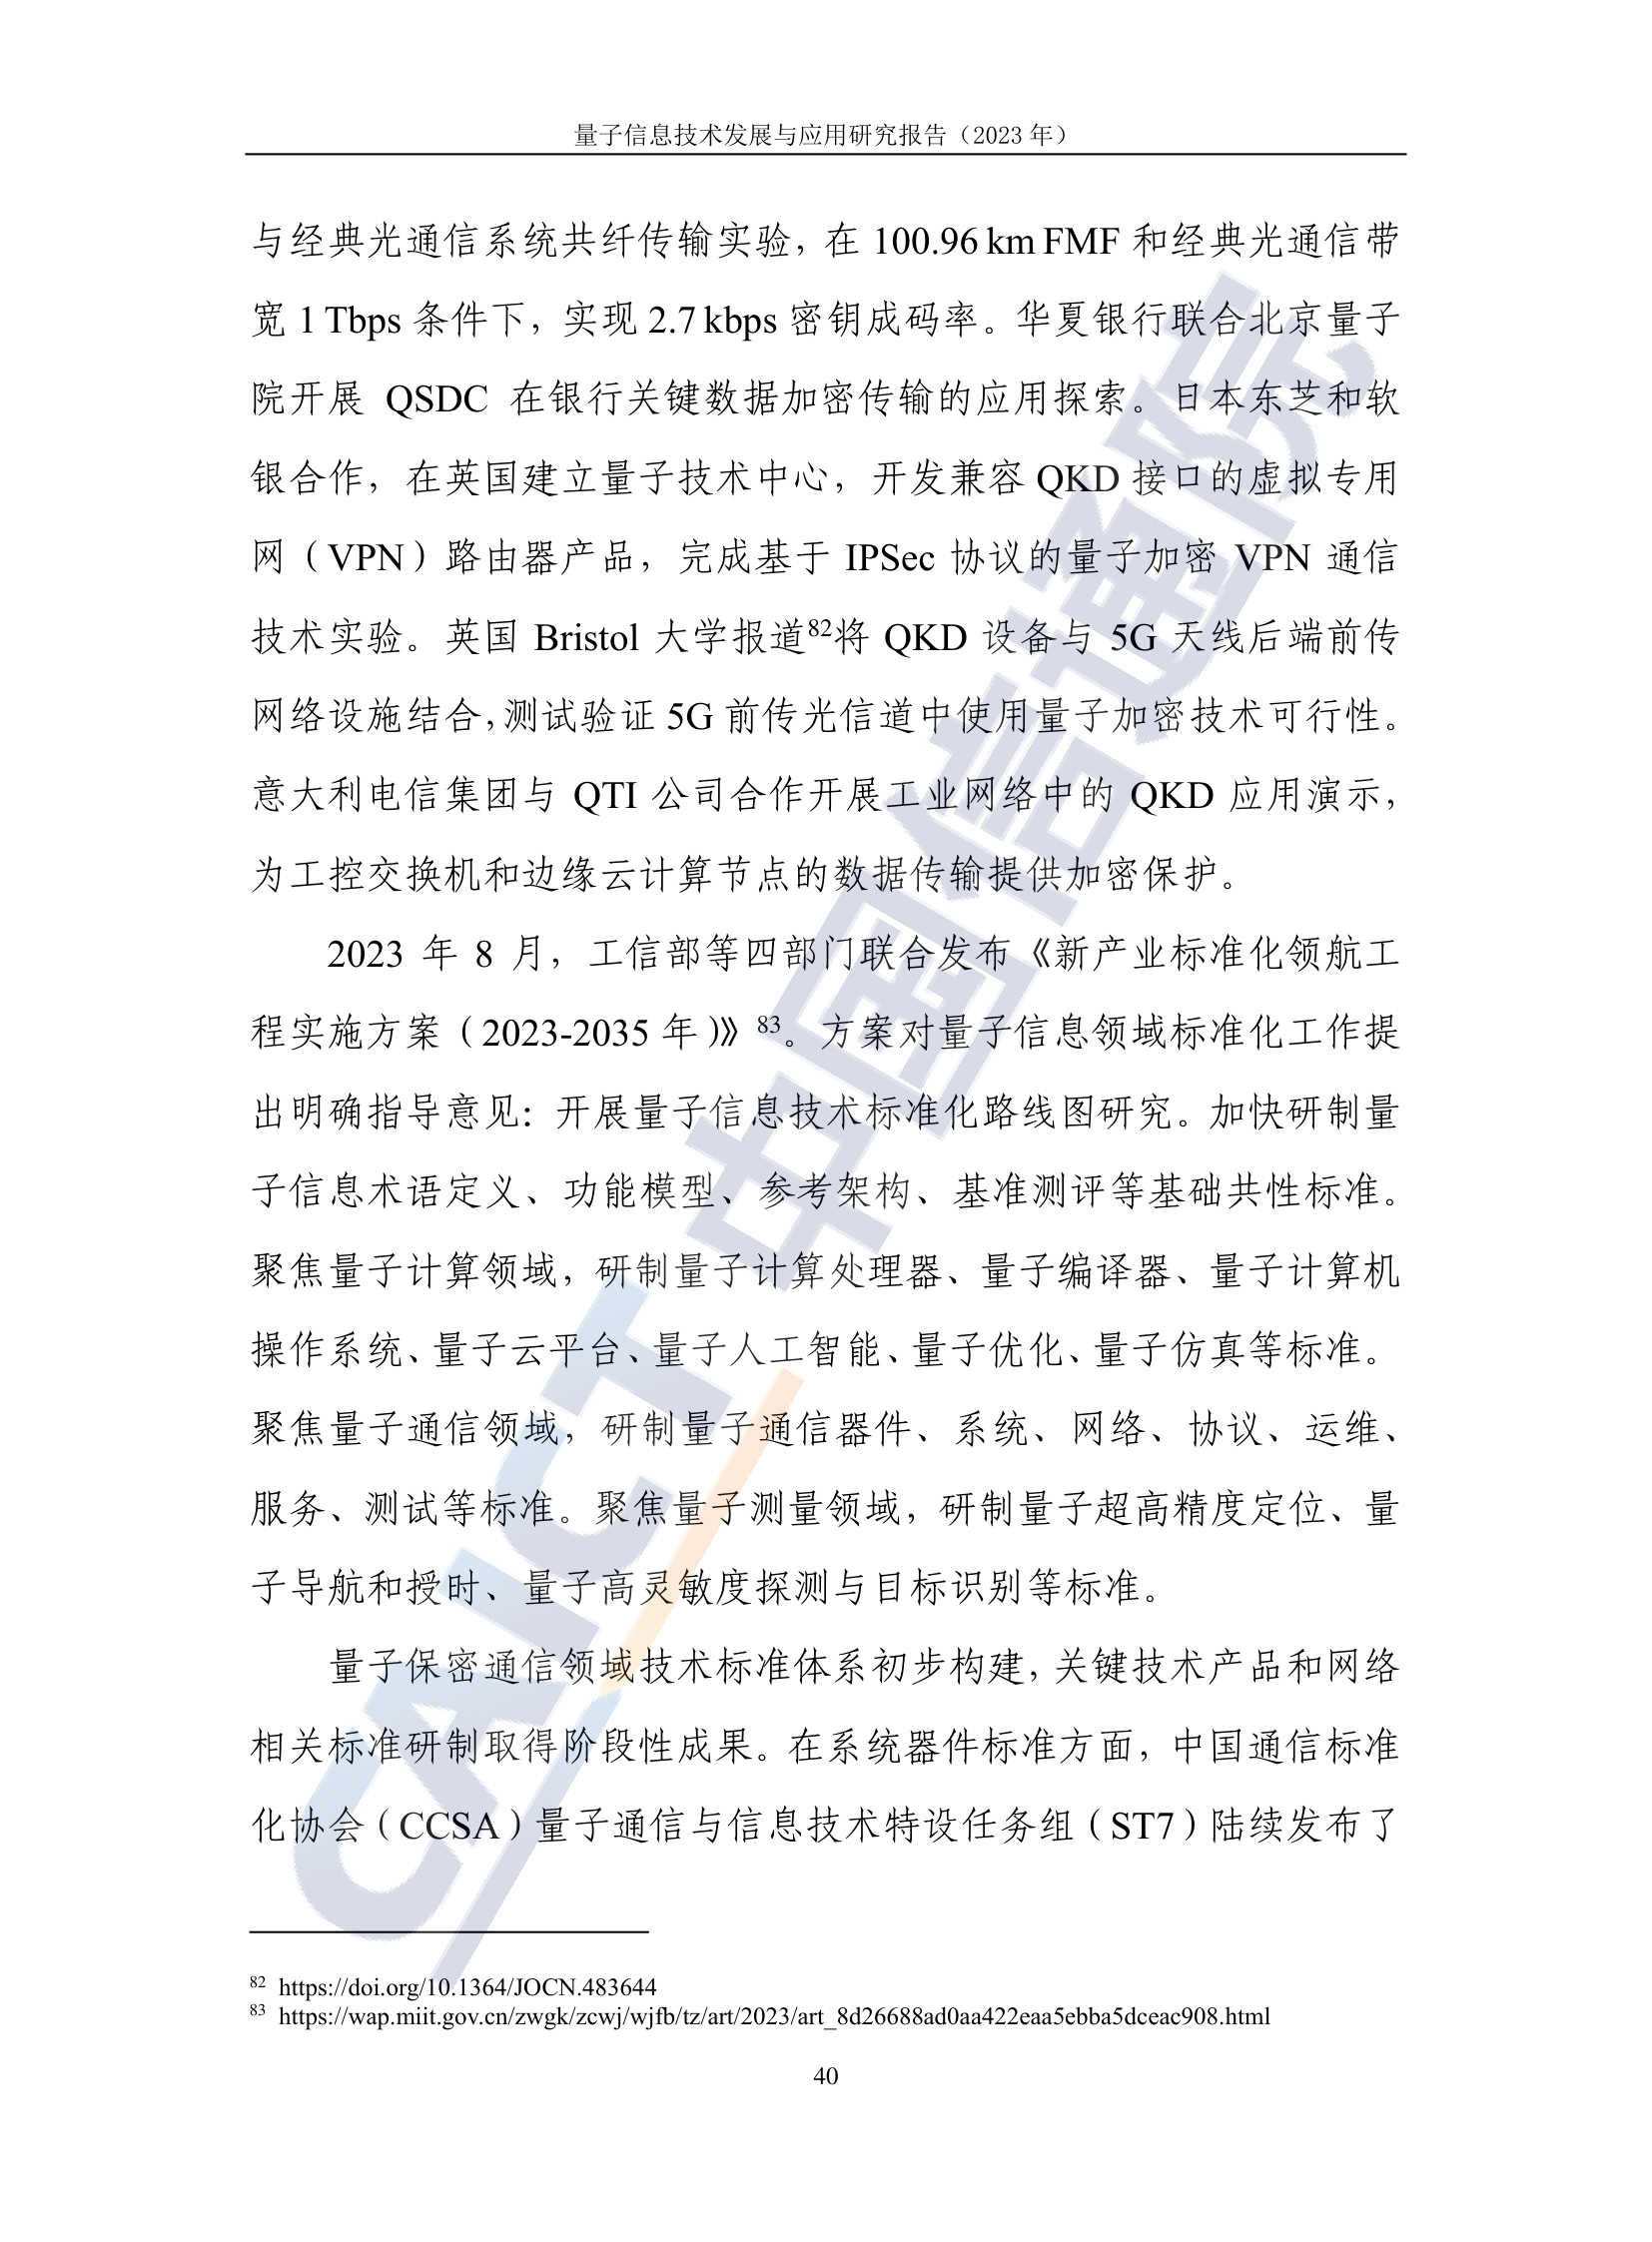 量子信息技术发展与应用研究报告（2023 年）
与经典光通信系统共纤传输实验，在 100.96 km FMF 和经典光通信带
宽 1 Tbps 条件下，实现 2.7 kbps 密钥成码率。华夏银行联合北京量子
院开展 QSDC 在银行关键数据加密传输的应用探索。日本东芝和软
银合作，在英国建立量子技术中心，开发兼容 QKD 接口的虚拟专用
网（VPN）路由器产品，完成基于 IPSec 协议的量子加密 VPN 通信
技术实验。英国 Bristol 大学报道82将 QKD 设备与 5G 天线后端前传
网络设施结合，测试验证 5G 前传光信道中使用量子加密技术可行性。
意大利电信集团与 QTI 公司合作开展工业网络中的 QKD 应用演示，
为工控交换机和边缘云计算节点的数据传输提供加密保护。
2023 年 8 月，工信部等四部门联合发布《新产业标准化领航工
程实施方案（2023-2035 年）》83。方案对量子信息领域标准化工作提
出明确指导意见：开展量子信息技术标准化路线图研究。加快研制量
子信息术语定义、功能模型、参考架构、基准测评等基础共性标准。
聚焦量子计算领域，研制量子计算处理器、量子编译器、量子计算机
操作系统、量子云平台、量子人工智能、量子优化、量子仿真等标准。
聚焦量子通信领域，研制量子通信器件、系统、网络、协议、运维、
服务、测试等标准。聚焦量子测量领域，研制量子超高精度定位、量
子导航和授时、量子高灵敏度探测与目标识别等标准。
量子保密通信领域技术标准体系初步构建，关键技术产品和网络
相关标准研制取得阶段性成果。在系统器件标准方面，中国通信标准
化协会（CCSA）量子通信与信息技术特设任务组（ST7）陆续发布了
82 https://doi.org/10.1364/JOCN.483644
83 https://wap.miit.gov.cn/zwgk/zcwj/wjfb/tz/art/2023/art_8d26688ad0aa422eaa5ebba5dceac908.html
40
CAICT 中国信通院